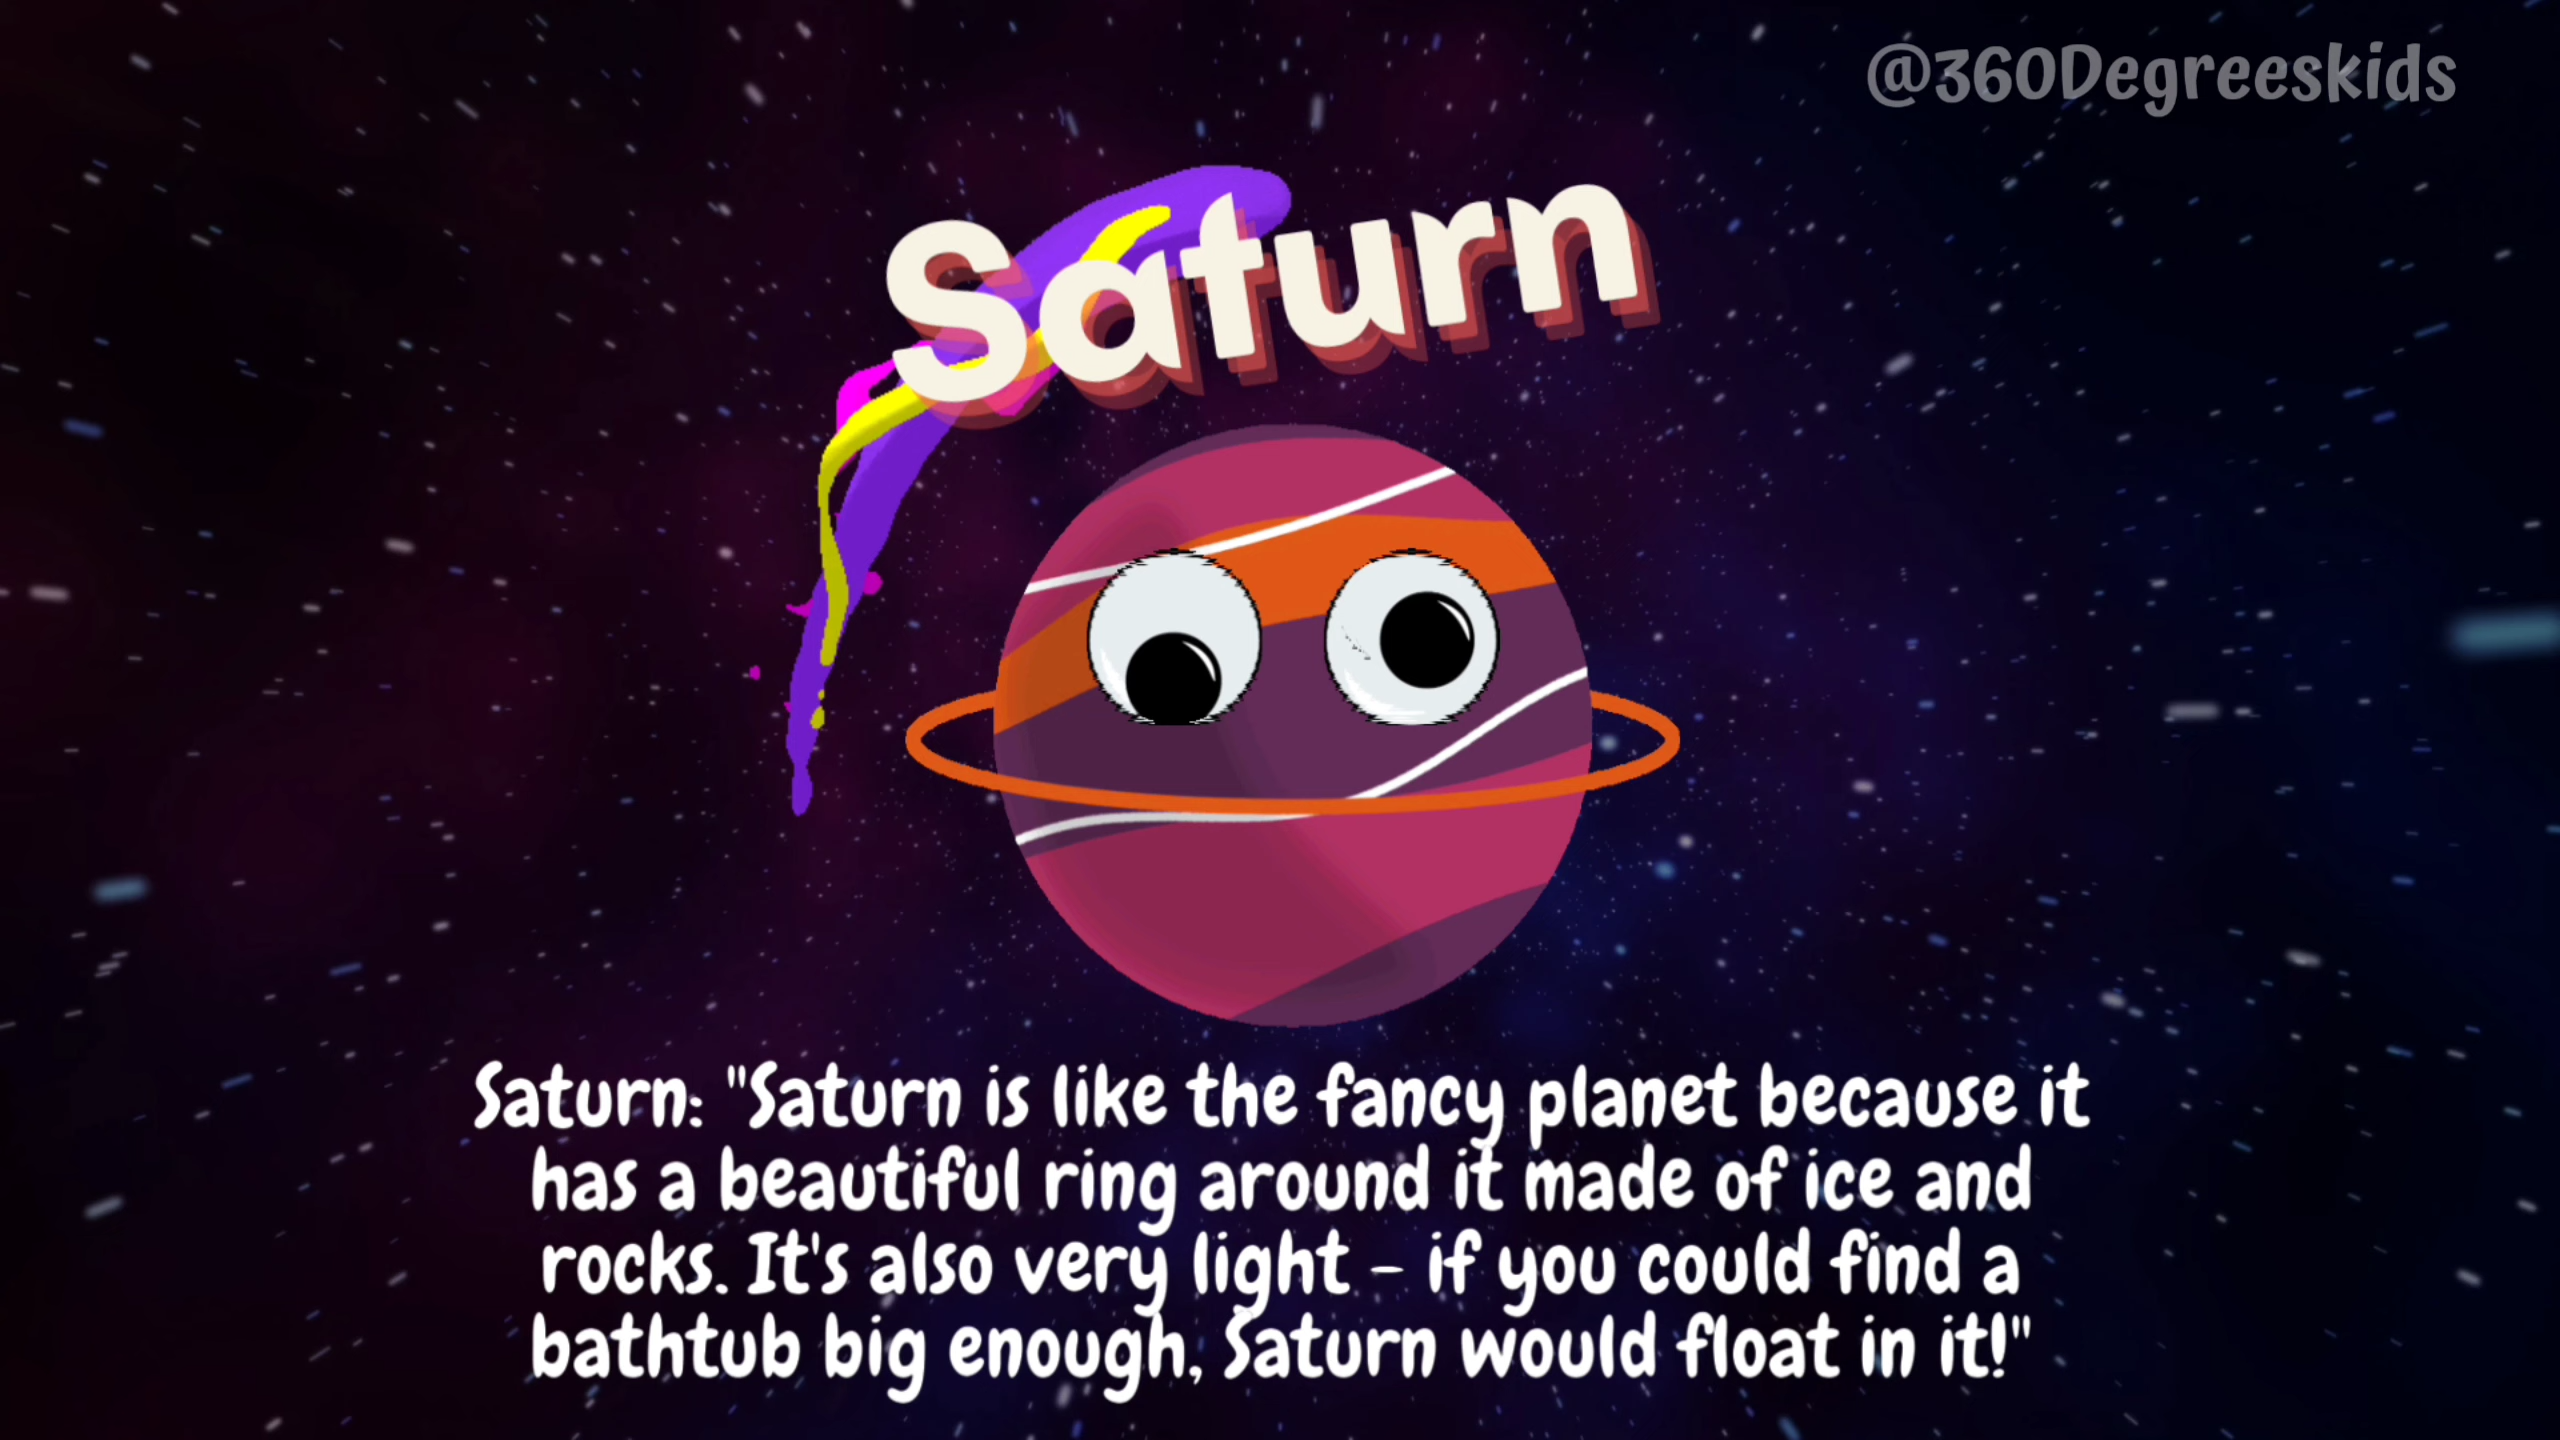 @360Degreeskids
Saturn
Saturn: "Saturn is like the fancy planet because it
has a beautiful ring around it made of ice and
rocks. It's also very light - if you could find a
bathtub big enough, Saturn would float in it!"